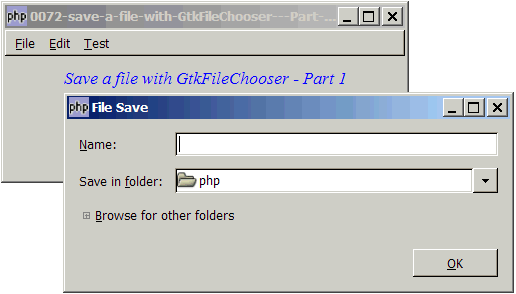 php 0072-save-a-file-with-GtkFileChooser---Part-...
File Edit Test
Save a file with GtkFileChooser - Part 1
php File Save
Name:
Save in folder: php
Browse for other folders
OK